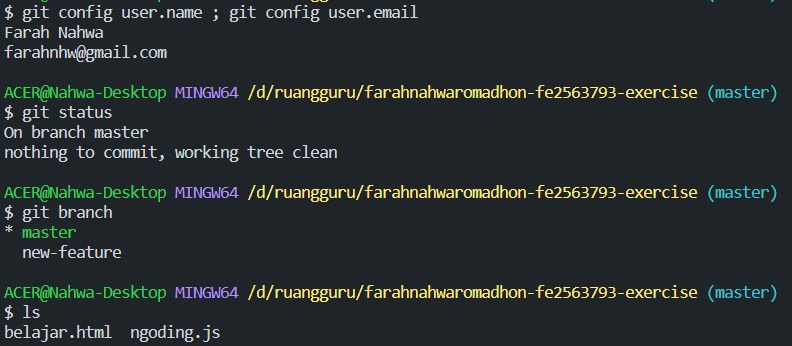 $ git config user.name ; git config user.email
Farah Nahwa
farahnhw@gmail.com
ACER@Nahwa-Desktop MINGW64 /d/ruangguru/farahnahwaromadhon-fe2563793-exercise (master)
$ git status
On branch master
nothing to commit, working tree clean
ACER@Nahwa-Desktop MINGW64 /d/ruangguru/farahnahwaromadhon-fe2563793-exercise (master)
$ git branch
* master
  new-feature
ACER@Nahwa-Desktop MINGW64 /d/ruangguru/farahnahwaromadhon-fe2563793-exercise (master)
$ ls
belajar.html  ngoding.js